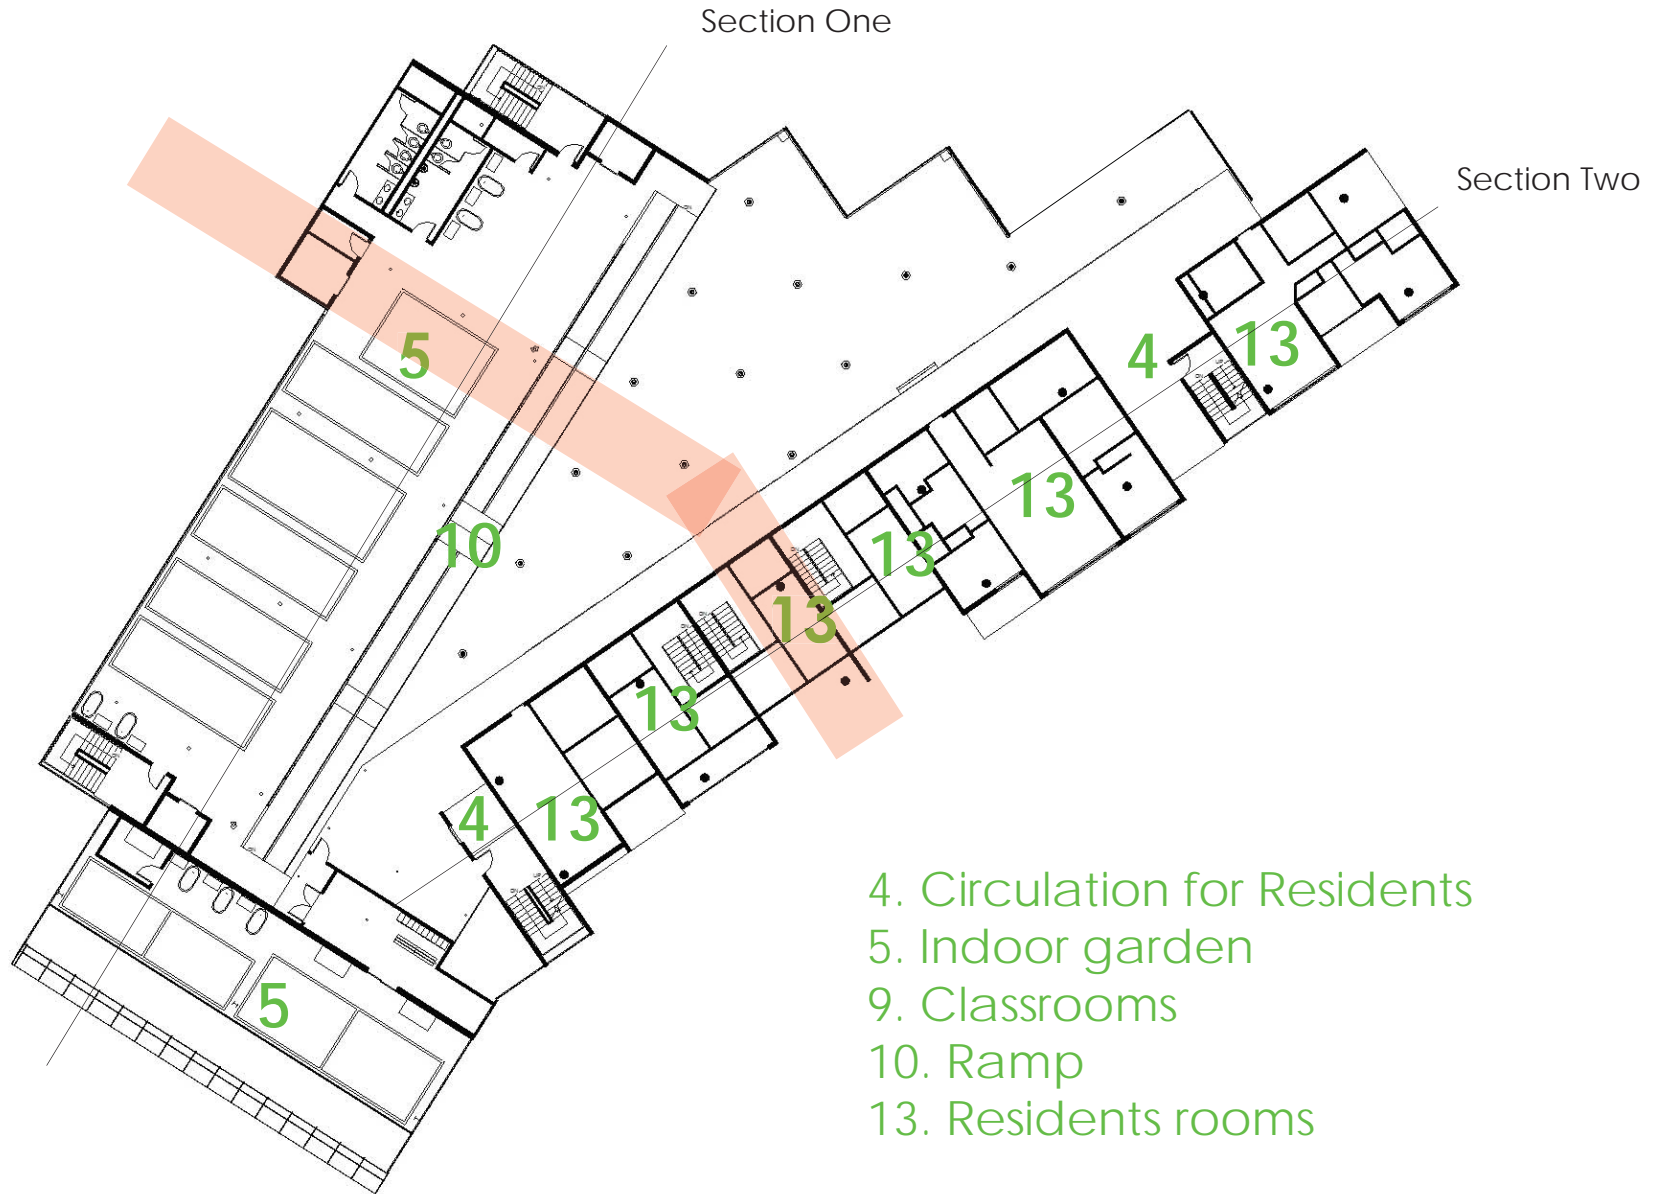 Section One
Section Two
5
4
13
13
10
13
13
13
4
13
5
4. Circulation for Residents
5. Indoor garden
9. Classrooms
10. Ramp
13. Residents rooms